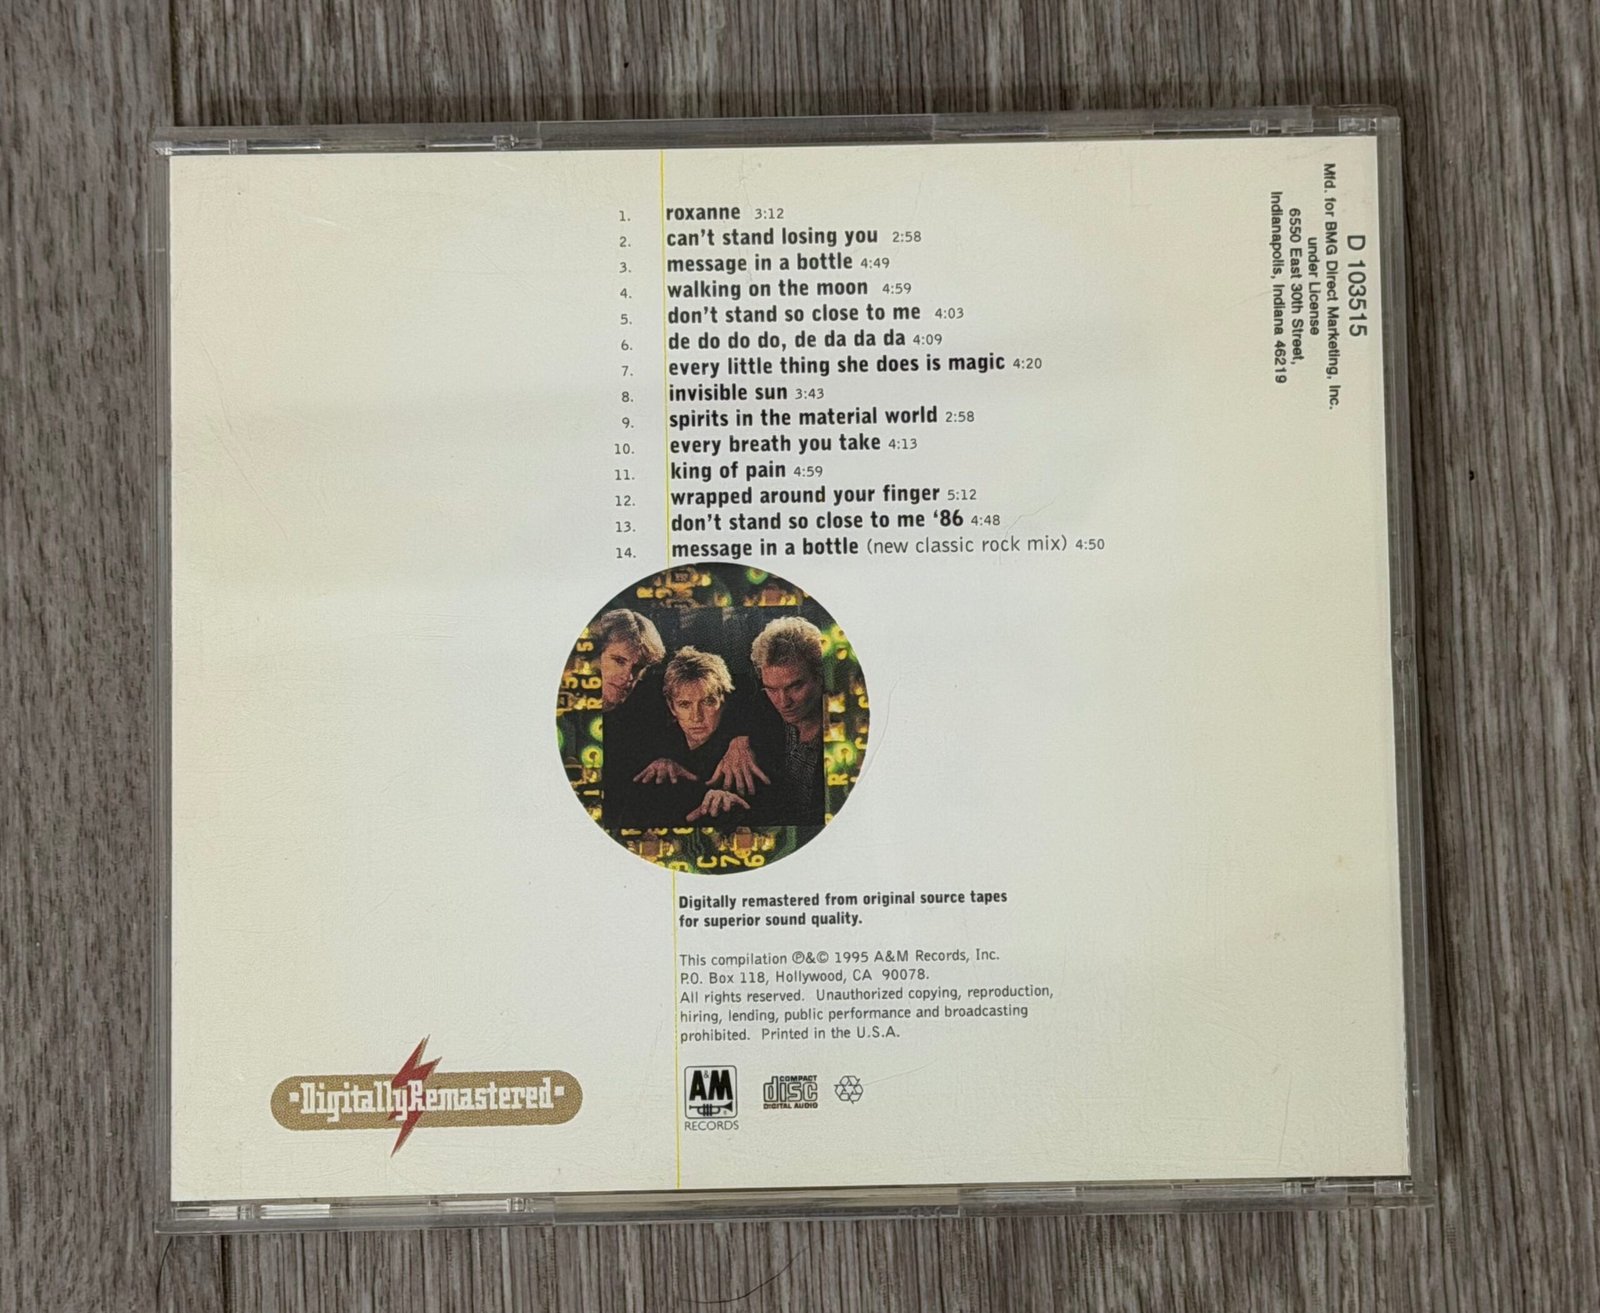 1. roxanne 3:12
2. can't stand losing you 2:58
3. message in a bottle 4:49
4. walking on the moon 4:59
5. don't stand so close to me 4:03
6. de do do do, de da da da 4:09
7. every little thing she does is magic 4:20
8. invisible sun 3:43
9. spirits in the material world 2:58
10. every breath you take 4:13
11. king of pain 4:59
12. wrapped around your finger 5:12
13. don't stand so close to me ‘86 4:48
14. message in a bottle (new classic rock mix) 4:50
D 103515
Mfd. for BMG Direct Marketing, Inc.
under License
6550 East 30th Street,
Indianapolis, Indiana 46219
Digitally remastered from original source tapes
for superior sound quality.
This compilation ℗&© 1995 A&M Records, Inc.
P.O. Box 118, Hollywood, CA 90078.
All rights reserved. Unauthorized copying, reproduction,
hiring, lending, public performance and broadcasting
prohibited. Printed in the U.S.A.
DigitallyRemastered
A&M
RECORDS
COMPACT
disc
DIGITAL AUDIO